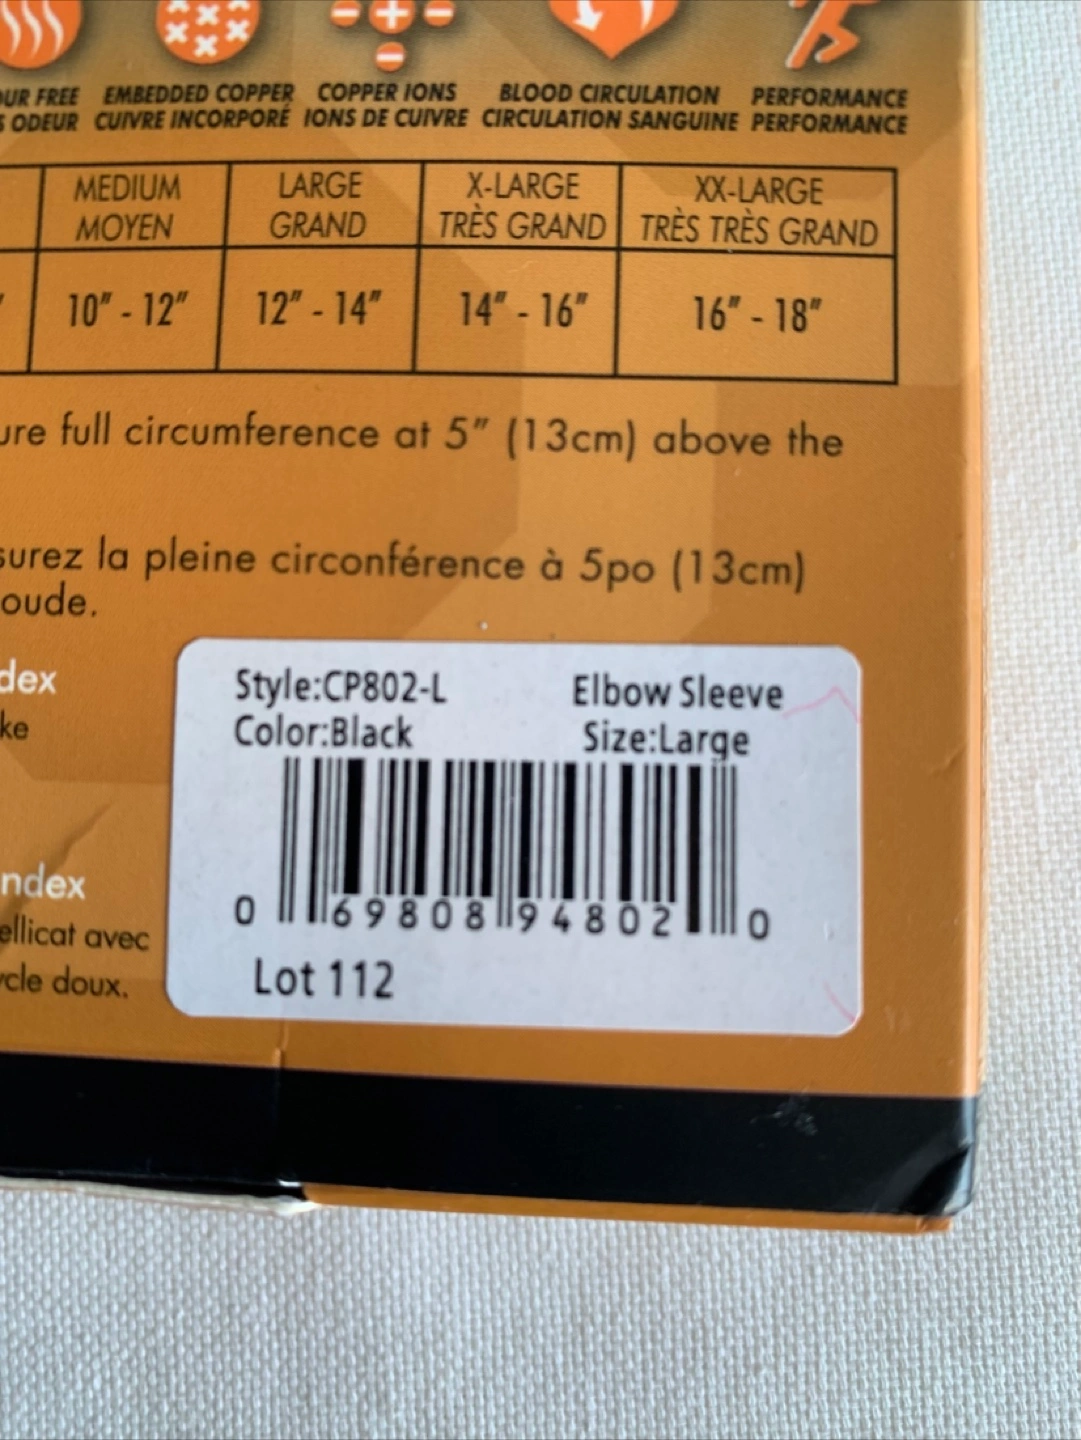 OUR FREE EMBEDDED COPPER COPPER IONS BLOOD CIRCULATION PERFORMANCE
S ODEUR CUIVRE INCORPORÉ IONS DE CUIVRE CIRCULATION SANGUINE PERFORMANCE
MEDIUM LARGE X-LARGE XX-LARGE
MOYEN GRAND TRÈS GRAND TRÈS TRÈS GRAND
10" - 12" 12" - 14" 14" - 16" 16" - 18"
ure full circumference at 5" (13cm) above the
surez la pleine circonférence à 5po (13cm)
oude.
dex
ke
ndex
ellicat avec
ycle doux.
Style:CP802-L Elbow Sleeve
Color:Black Size:Large
0 69808 94802 0
Lot 112